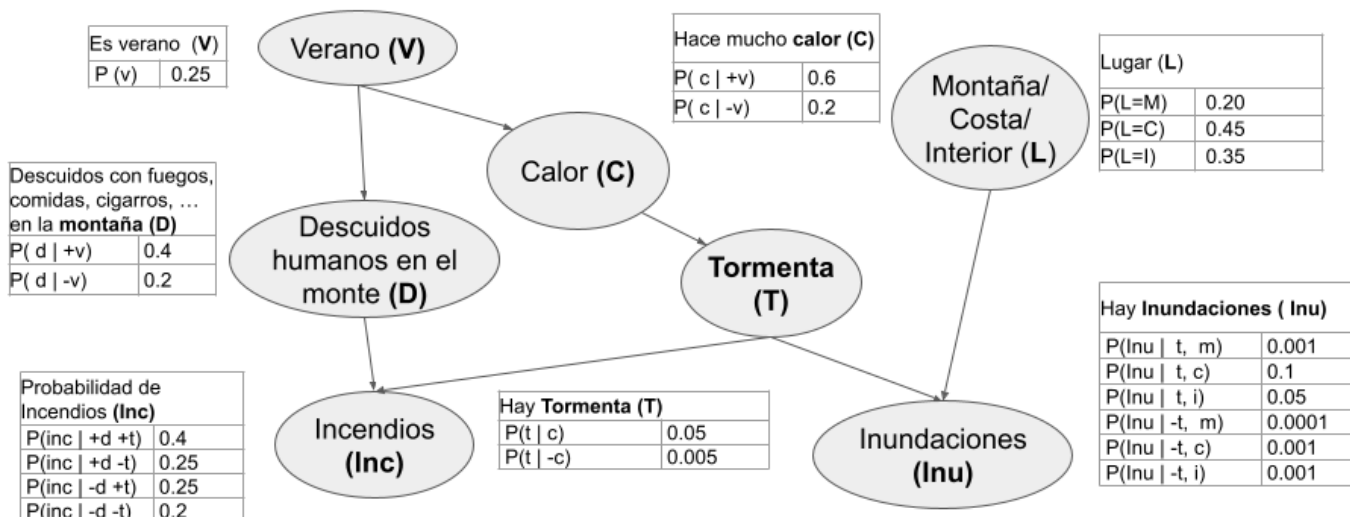 Es verano (V)
P (v) 0.25
Verano (V)
Hace mucho calor (C)
P( c | +v) 0.6
P( c | -v) 0.2
Montaña/
Costa/
Interior (L)
Lugar (L)
P(L=M) 0.20
P(L=C) 0.45
P(L=I) 0.35
Descuidos con fuegos,
comidas, cigarros, …
en la montaña (D)
P( d | +v) 0.4
P( d | -v) 0.2
Calor (C)
Descuidos
humanos en el
monte (D)
Tormenta
(T)
Hay Inundaciones ( Inu)
P(Inu | t, m) 0.001
P(Inu | t, c) 0.1
P(Inu | t, i) 0.05
P(Inu | -t, m) 0.0001
P(Inu | -t, c) 0.001
P(Inu | -t, i) 0.001
Probabilidad de
Incendios (Inc)
P(inc | +d +t) 0.4
P(inc | +d -t) 0.25
P(inc | -d +t) 0.25
P(inc | -d -t) 0.2
Incendios
(Inc)
Hay Tormenta (T)
P(t | c) 0.05
P(t | -c) 0.005
Inundaciones
(Inu)